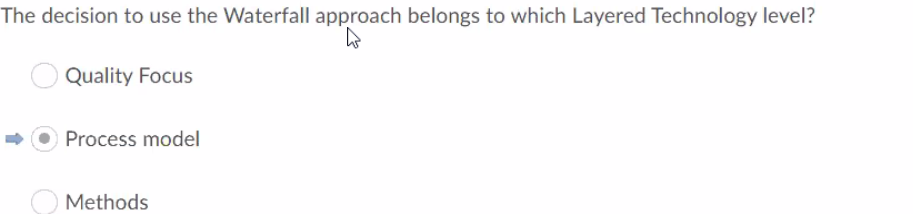 The decision to use the Waterfall approach belongs to which Layered Technology level?
Quality Focus
Process model
Methods